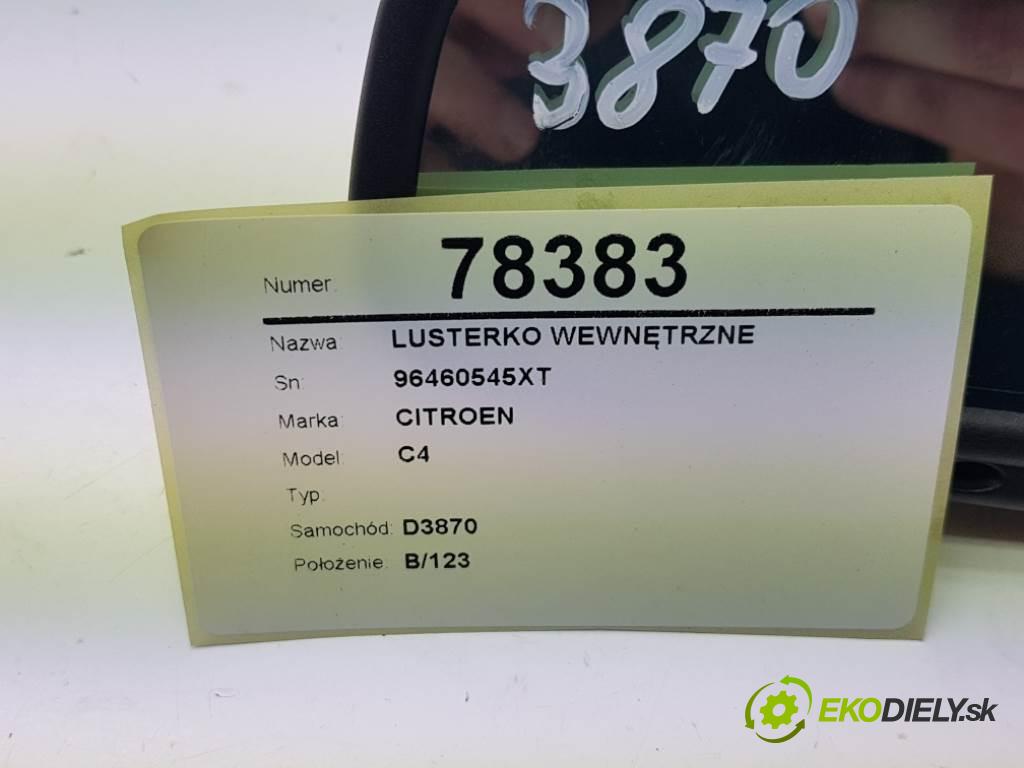 3870
Numer: 78383
Nazwa: LUSTERKO WEWNĘTRZNE
Sn: 96460545XT
Marka: CITROEN
Model: C4
Typ:
Samochód: D3870
Położenie: B/123
EKODIELY.sk